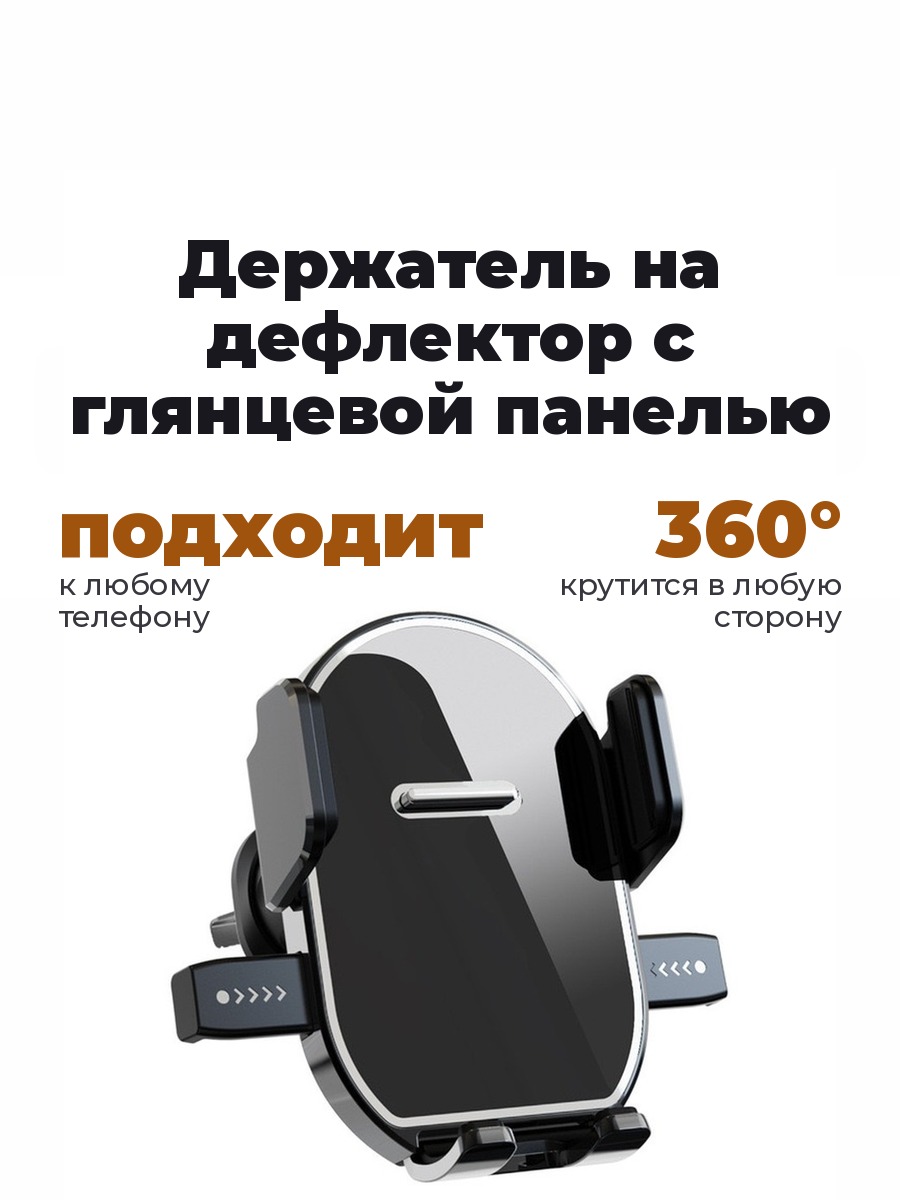 Держатель на
дефлектор с
глянцевой панелью
подходит
к любому
телефону
360°
крутится в любую
сторону